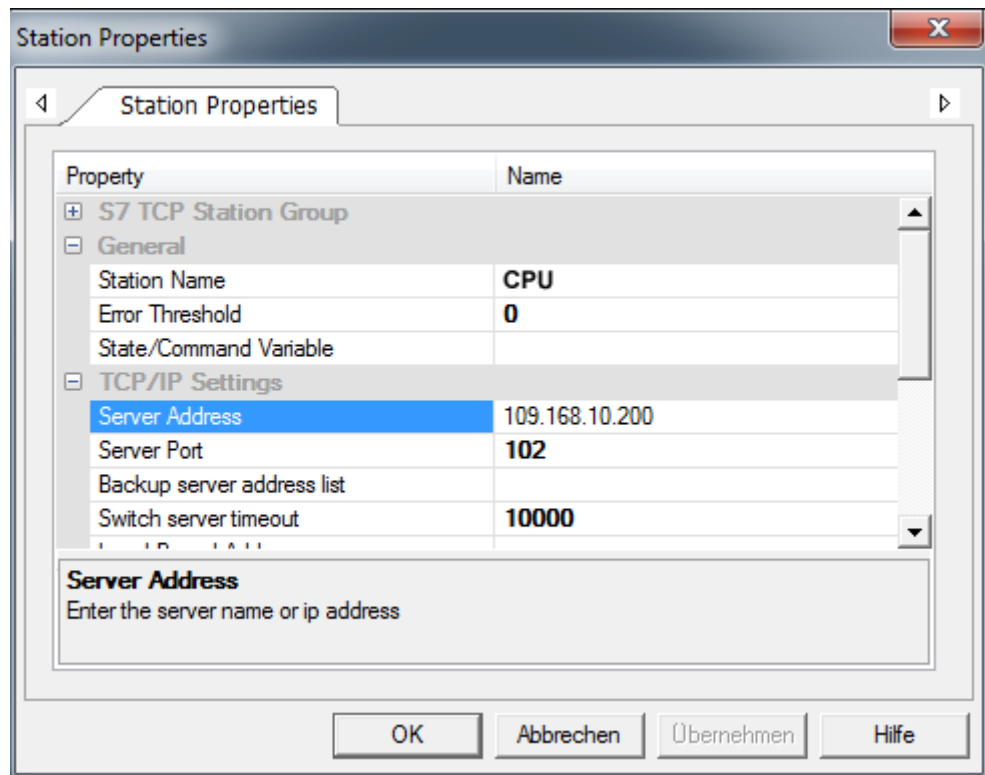 Station Properties
Station Properties
Property Name
S7 TCP Station Group
General
Station Name CPU
Error Threshold 0
State/Command Variable
TCP/IP Settings
Server Address 109.168.10.200
Server Port 102
Backup server address list
Switch server timeout 10000
Server Address
Enter the server name or ip address
OK Abbrechen Übernehmen Hilfe